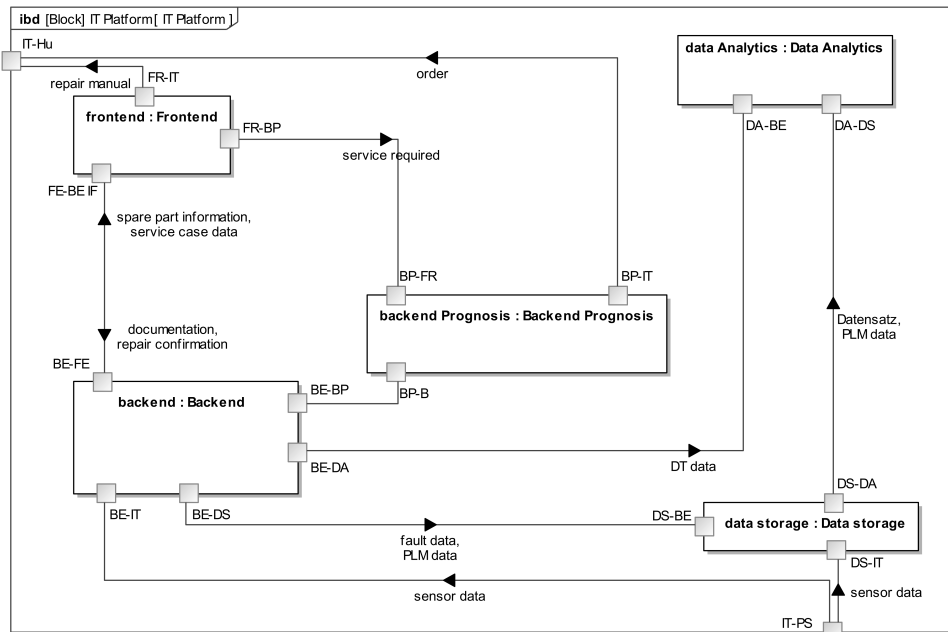 ibd [Block] IT Platform[ IT Platform ]
IT-Hu
order
data Analytics : Data Analytics
repair manual
FR-IT
frontend : Frontend
FR-BP
service required
DA-BE
DA-DS
FE-BE IF
spare part information,
service case data
BP-FR
BP-IT
backend Prognosis : Backend Prognosis
Datensatz,
PLM data
documentation,
repair confirmation
BE-FE
BE-BP
BP-B
backend : Backend
BE-DA
DT data
DS-DA
BE-IT
BE-DS
DS-BE
data storage : Data storage
fault data,
PLM data
DS-IT
sensor data
sensor data
IT-PS